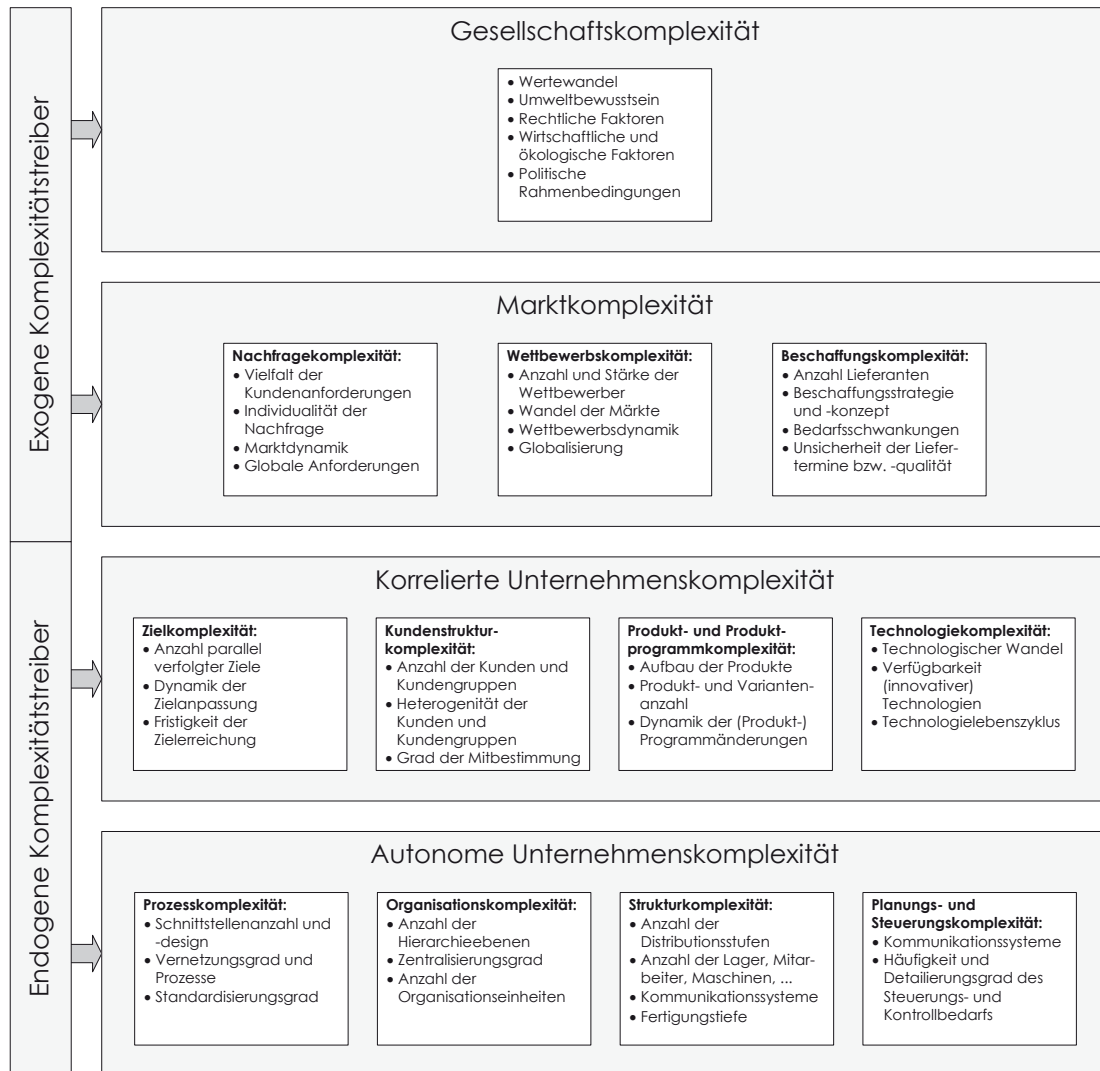 Exogene Komplexitätstreiber
Gesellschaftskomplexität
• Wertewandel
• Umweltbewusstsein
• Rechtliche Faktoren
• Wirtschaftliche und
ökologische Faktoren
• Politische
Rahmenbedingungen
Marktkomplexität
Nachfragekomplexität:
• Vielfalt der
Kundenanforderungen
• Individualität der
Nachfrage
• Marktdynamik
• Globale Anforderungen
Wettbewerbskomplexität:
• Anzahl und Stärke der
Wettbewerber
• Wandel der Märkte
• Wettbewerbsdynamik
• Globalisierung
Beschaffungskomplexität:
• Anzahl Lieferanten
• Beschaffungsstrategie
und -konzept
• Bedarfsschwankungen
• Unsicherheit der Liefer-
termine bzw. -qualität
Endogene Komplexitätstreiber
Korrelierte Unternehmenskomplexität
Zielkomplexität:
• Anzahl parallel
verfolgter Ziele
• Dynamik der
Zielanpassung
• Fristigkeit der
Zielerreichung
Kundenstruktur-
komplexität:
• Anzahl der Kunden und
Kundengruppen
• Heterogenität der
Kunden und
Kundengruppen
• Grad der Mitbestimmung
Produkt- und Produkt-
programmkomplexität:
• Aufbau der Produkte
• Produkt- und Varianten-
anzahl
• Dynamik der (Produkt-)
Programmänderungen
Technologiekomplexität:
• Technologischer Wandel
• Verfügbarkeit
(innovativer)
Technologien
• Technologielebenszyklus
Autonome Unternehmenskomplexität
Prozesskomplexität:
• Schnittstellenanzahl und
-design
• Vernetzungsgrad und
Prozesse
• Standardisierungsgrad
Organisationskomplexität:
• Anzahl der
Hierarchieebenen
• Zentralisierungsgrad
• Anzahl der
Organisationseinheiten
Strukturkomplexität:
• Anzahl der
Distributionsstufen
• Anzahl der Lager, Mitar-
beiter, Maschinen, ...
• Kommunikationssysteme
• Fertigungstiefe
Planungs- und
Steuerungskomplexität:
• Kommunikationssysteme
• Häufigkeit und
Detailierungsgrad des
Steuerungs- und
Kontrollbedarfs